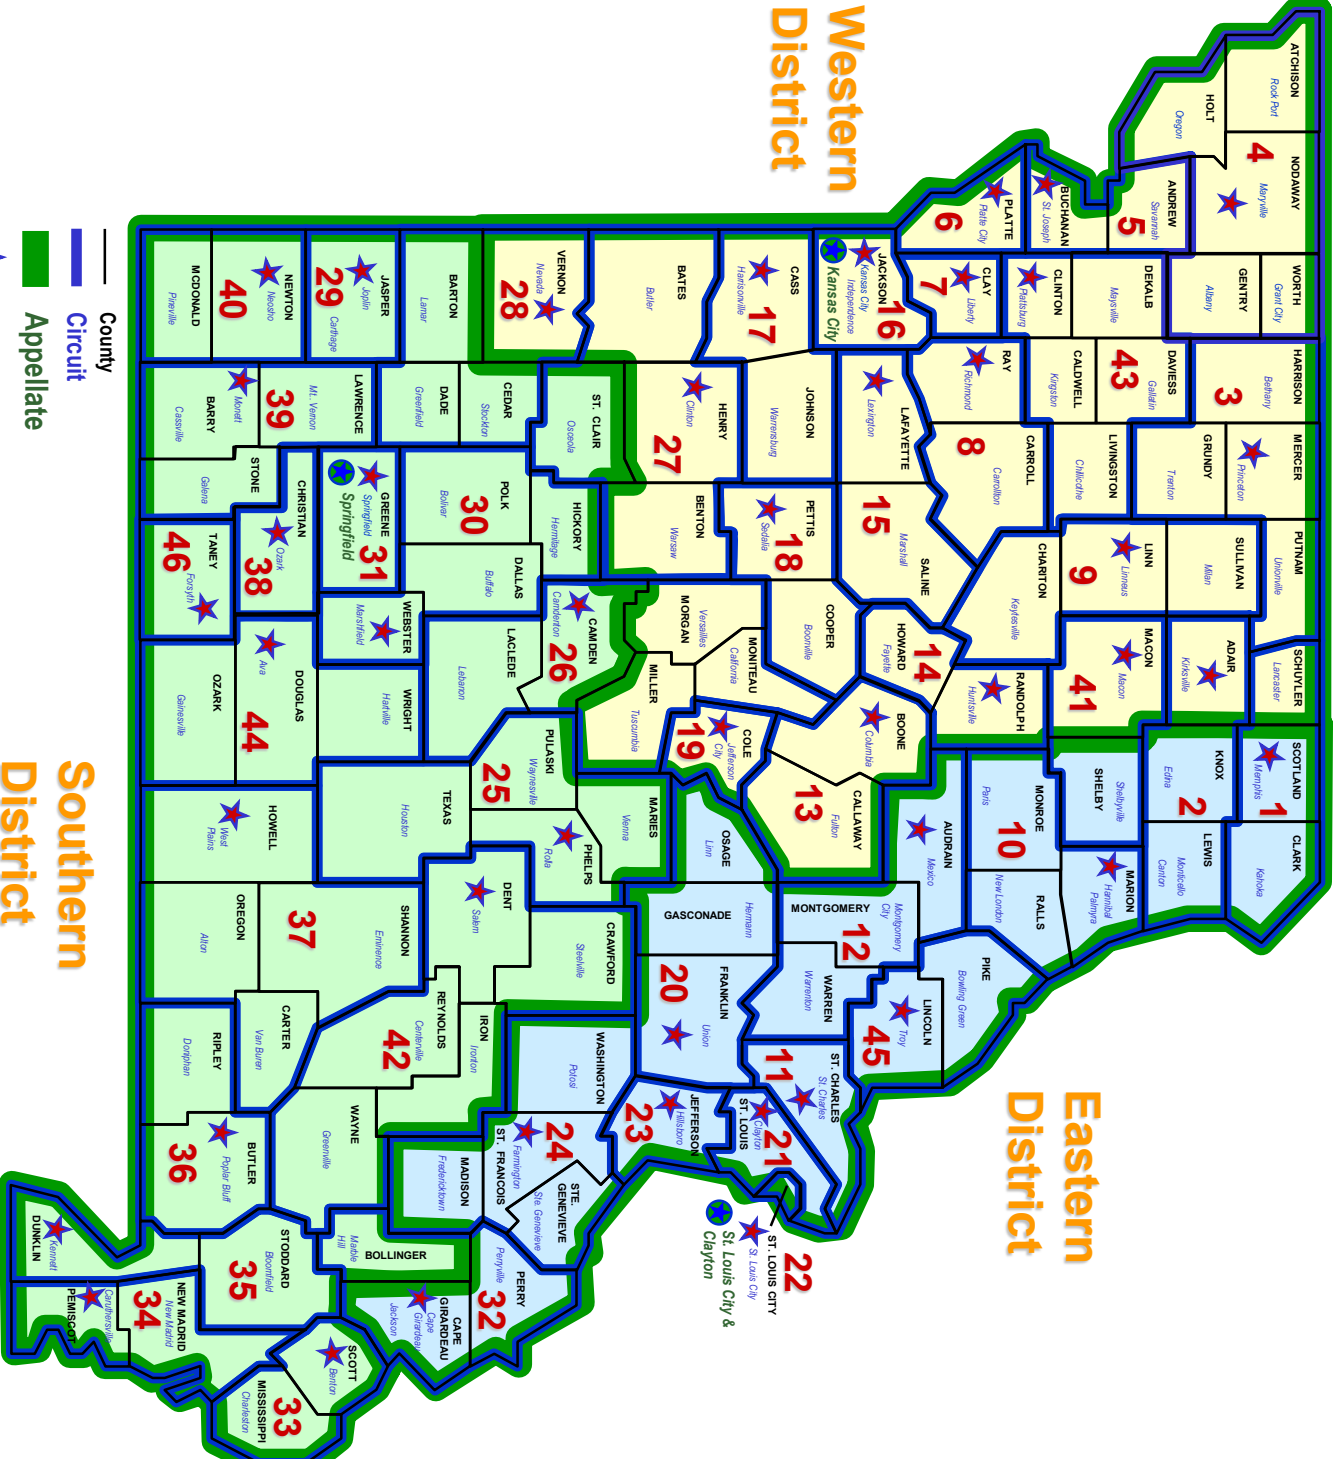 Western
District
Eastern
District
Southern
District
County
Circuit
Appellate
ATCHISON
Rock Port
4
NODAWAY
Maryville
WORTH
Grant City
HARRISON
Bethany
3
MERCER
Princeton
PUTNAM
Unionville
SCHUYLER
Lancaster
SCOTLAND
Memphis
1
CLARK
Kahoka
HOLT
Oregon
ANDREW
Savannah
5
GENTRY
Albany
DEKALB
Maysville
DAVIESS
Gallatin
43
GRUNDY
Trenton
SULLIVAN
Milan
ADAIR
Kirksville
KNOX
Edina
2
LEWIS
Monticello
Canton
BUCHANAN
St. Joseph
CLINTON
Plattsburg
CALDWELL
Kingston
LIVINGSTON
Chillicothe
LINN
Linneus
9
MACON
Macon
41
SHELBY
Shelbyville
MARION
Hannibal
Palmyra
PLATTE
Platte City
6
CLAY
Liberty
7
RAY
Richmond
CARROLL
Carrollton
8
CHARITON
Keytesville
RANDOLPH
Huntsville
MONROE
Paris
10
RALLS
New London
JACKSON
Kansas City
Independence
16
Kansas City
LAFAYETTE
Lexington
SALINE
Marshall
15
HOWARD
Fayette
14
BOONE
Columbia
AUDRAIN
Mexico
PIKE
Bowling Green
CASS
Harrisonville
17
JOHNSON
Warrensburg
PETTIS
Sedalia
18
COOPER
Boonville
MONITEAU
California
COLE
Jefferson
City
19
CALLAWAY
Fulton
13
MONTGOMERY
Montgomery
City
12
WARREN
Warrenton
LINCOLN
Troy
45
ST. CHARLES
St. Charles
11
BATES
Butler
HENRY
Clinton
27
BENTON
Warsaw
MORGAN
Versailles
MILLER
Tuscumbia
OSAGE
Linn
GASCONADE
Hermann
FRANKLIN
Union
20
ST. LOUIS
Clayton
21
ST. LOUIS CITY
St. Louis City
22
St. Louis City &
Clayton
JEFFERSON
Hillsboro
23
VERNON
Nevada
28
ST. CLAIR
Osceola
HICKORY
Hermitage
CAMDEN
Camdenton
26
PULASKI
Waynesville
25
MARIES
Vienna
PHELPS
Rolla
CRAWFORD
Steelville
WASHINGTON
Potosi
ST. FRANCOIS
Farmington
24
STE.
GENEVIEVE
Ste. Genevieve
BARTON
Lamar
CEDAR
Stockton
DADE
Greenfield
POLK
Bolivar
30
DALLAS
Buffalo
LACLEDE
Lebanon
TEXAS
Houston
DENT
Salem
IRON
Ironton
REYNOLDS
Centerville
42
MADISON
Fredericktown
PERRY
Perryville
32
JASPER
Joplin
Carthage
29
LAWRENCE
Mt. Vernon
39
GREENE
Springfield
31
Springfield
WEBSTER
Marshfield
WRIGHT
Hartville
SHANNON
Eminence
37
WAYNE
Greenville
BOLLINGER
Marble
Hill
CAPE
GIRARDEAU
Cape
Girardeau
Jackson
NEWTON
Neosho
40
MCDONALD
Pineville
BARRY
Monett
Cassville
STONE
Galena
CHRISTIAN
Ozark
38
TANEY
Forsyth
46
DOUGLAS
Ava
44
OZARK
Gainesville
HOWELL
West
Plains
OREGON
Alton
CARTER
Van Buren
RIPLEY
Doniphan
BUTLER
Poplar Bluff
36
STODDARD
Bloomfield
35
SCOTT
Benton
MISSISSIPPI
Charleston
33
NEW MADRID
New Madrid
34
PEMISCOT
Caruthersville
DUNKLIN
Kennett